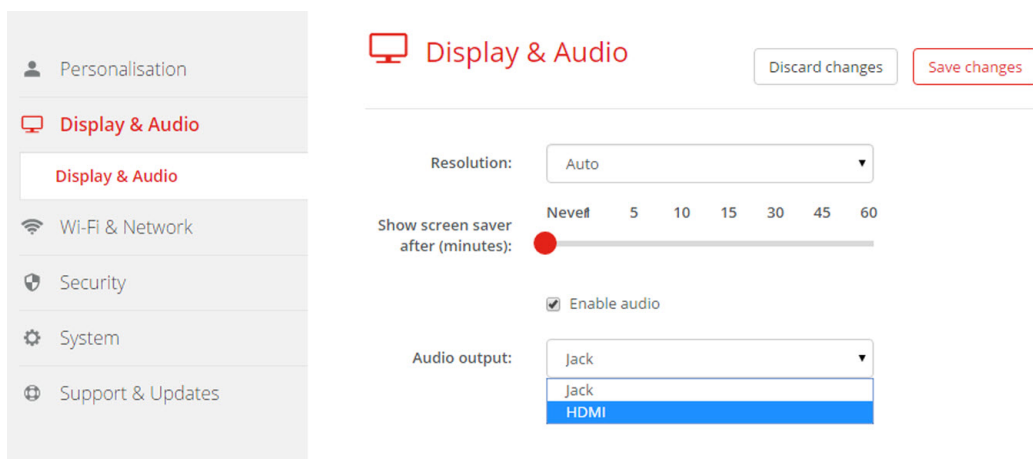 Personalisation
Display & Audio
Display & Audio
Wi-Fi & Network
Security
System
Support & Updates
Display & Audio
Discard changes
Save changes
Resolution:
Auto
Show screen saver
after (minutes):
Never 1 5 10 15 30 45 60
Enable audio
Audio output:
Jack
Jack
HDMI